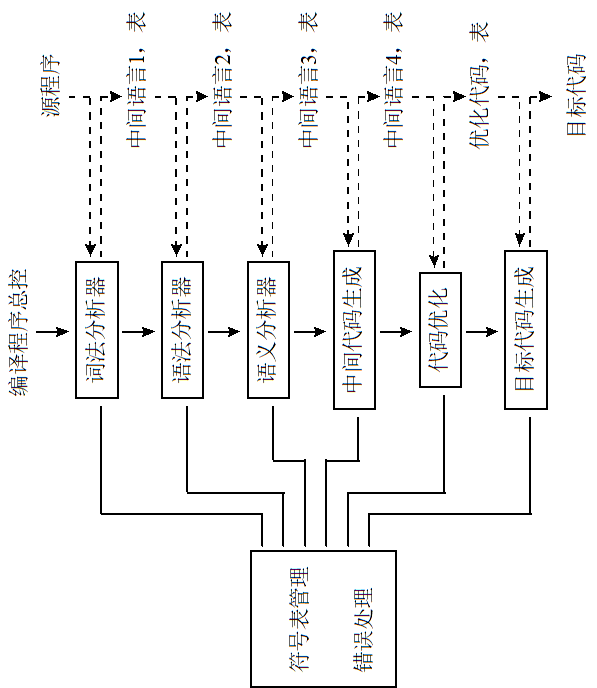 源程序
中间语言1，表
中间语言2，表
中间语言3，表
中间语言4，表
优化代码，表
目标代码
编译程序总控
词法分析器
语法分析器
语义分析器
中间代码生成
代码优化
目标代码生成
符号表管理
错误处理